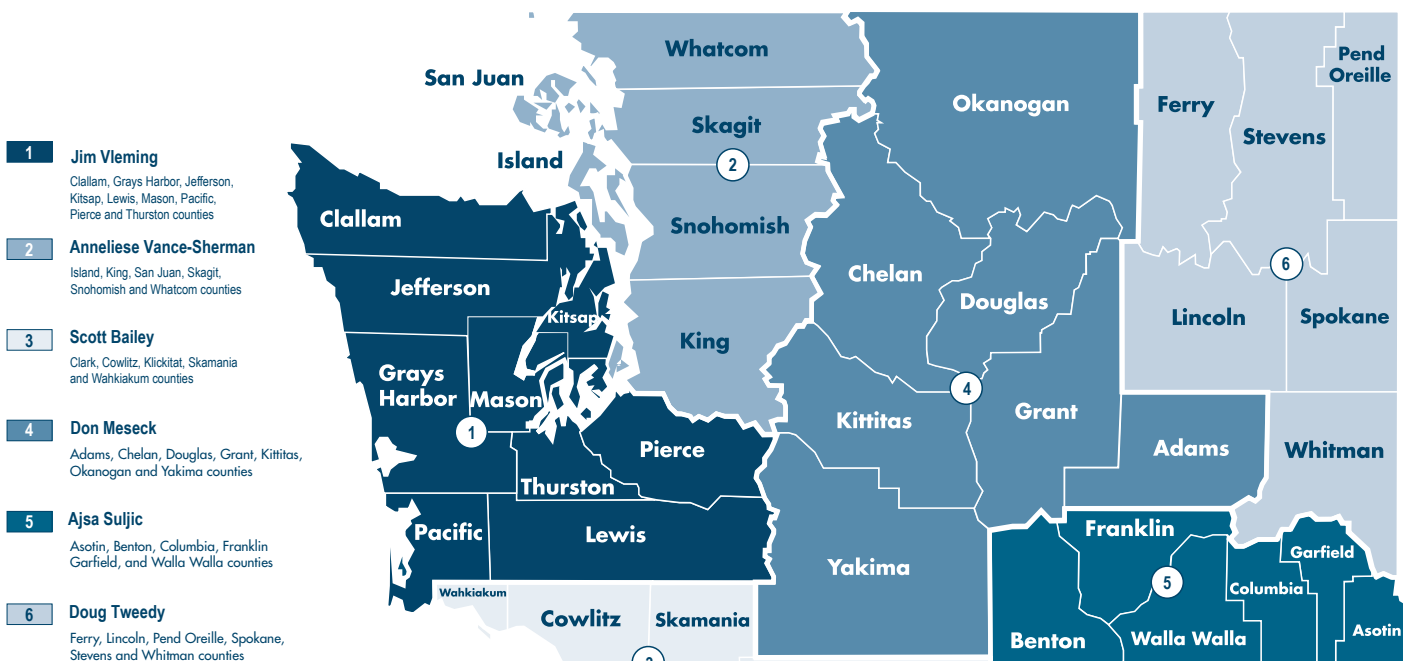 1
Jim Vleming
Clallam, Grays Harbor, Jefferson,
Kitsap, Lewis, Mason, Pacific,
Pierce and Thurston counties
2
Anneliese Vance-Sherman
Island, King, San Juan, Skagit,
Snohomish and Whatcom counties
3
Scott Bailey
Clark, Cowlitz, Klickitat, Skamania
and Wahkiakum counties
4
Don Meseck
Adams, Chelan, Douglas, Grant, Kittitas,
Okanogan and Yakima counties
5
Ajsa Suljic
Asotin, Benton, Columbia, Franklin
Garfield, and Walla Walla counties
6
Doug Tweedy
Ferry, Lincoln, Pend Oreille, Spokane,
Stevens and Whitman counties
Whatcom
San Juan
Skagit
Island
2
Snohomish
King
Clallam
Jefferson
Kitsap
Grays
Harbor
Mason
1
Pierce
Thurston
Pacific
Lewis
Wahkiakum
Cowlitz
Skamania
3
Okanogan
Chelan
Douglas
4
Kittitas
Grant
Adams
Yakima
Ferry
Stevens
Pend
Oreille
6
Lincoln
Spokane
Whitman
Franklin
5
Benton
Walla Walla
Columbia
Garfield
Asotin